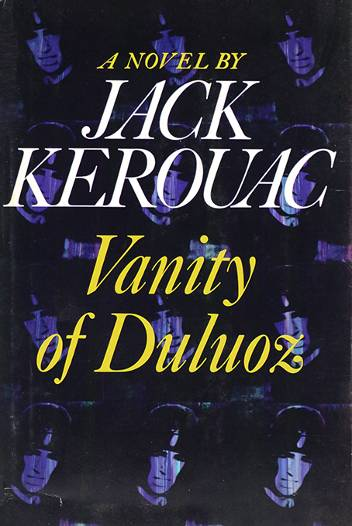 A NOVEL BY
JACK
KEROUAC
Vanity
of Duluoz